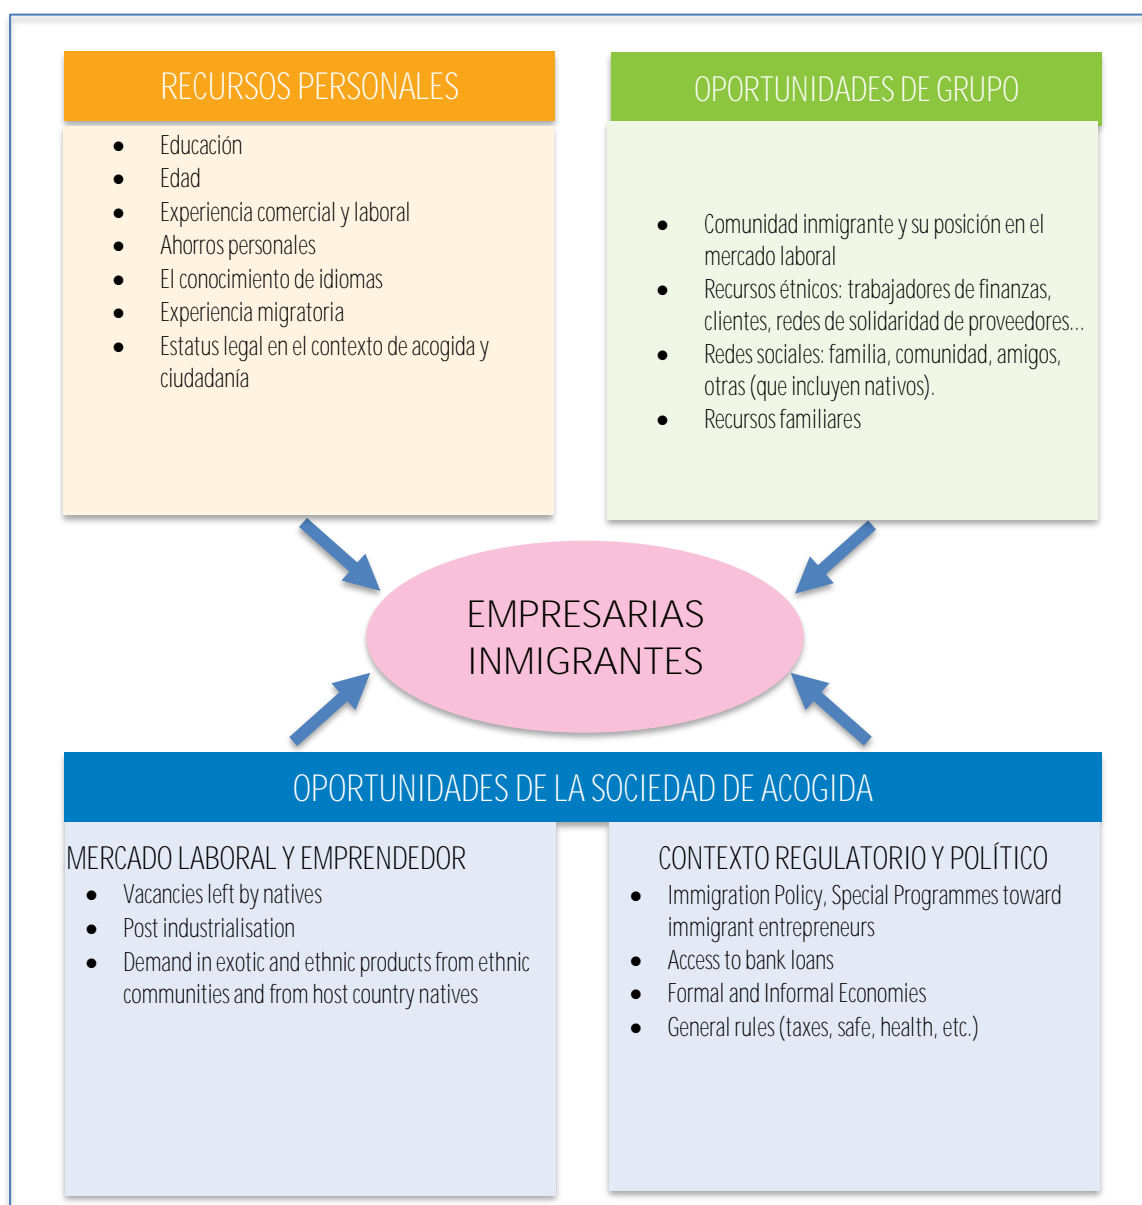 RECURSOS PERSONALES
• Educación
• Edad
• Experiencia comercial y laboral
• Ahorros personales
• El conocimiento de idiomas
• Experiencia migratoria
• Estatus legal en el contexto de acogida y
ciudadanía
OPORTUNIDADES DE GRUPO
• Comunidad inmigrante y su posición en el
mercado laboral
• Recursos étnicos: trabajadores de finanzas,
clientes, redes de solidaridad de proveedores...
• Redes sociales: familia, comunidad, amigos,
otras (que incluyen nativos).
• Recursos familiares
EMPRESARIAS
INMIGRANTES
OPORTUNIDADES DE LA SOCIEDAD DE ACOGIDA
MERCADO LABORAL Y EMPRENDEDOR
• Vacancies left by natives
• Post industrialisation
• Demand in exotic and ethnic products from ethnic
communities and from host country natives
CONTEXTO REGULATORIO Y POLÍTICO
• Immigration Policy, Special Programmes toward
immigrant entrepreneurs
• Access to bank loans
• Formal and Informal Economies
• General rules (taxes, safe, health, etc.)